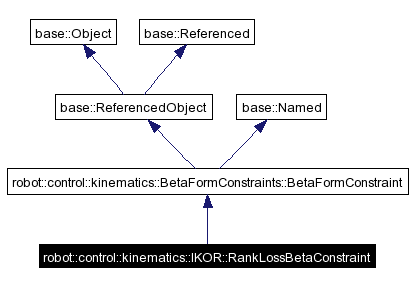 base::Object
base::Referenced
base::ReferencedObject
base::Named
robot::control::kinematics::BetaFormConstraints::BetaFormConstraint
robot::control::kinematics::IKOR::RankLossBetaConstraint